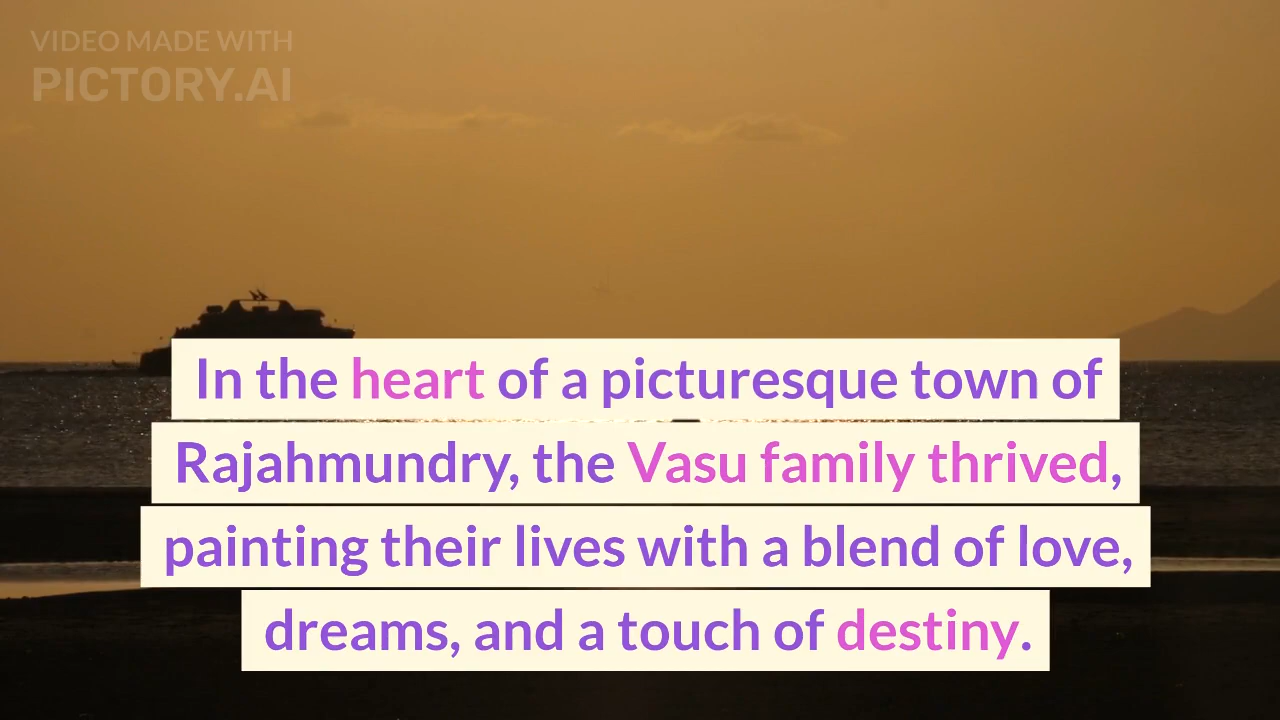 VIDEO MADE WITH
PICTORY.AI
In the heart of a picturesque town of
Rajahmundry, the Vasu family thrived,
painting their lives with a blend of love,
dreams, and a touch of destiny.